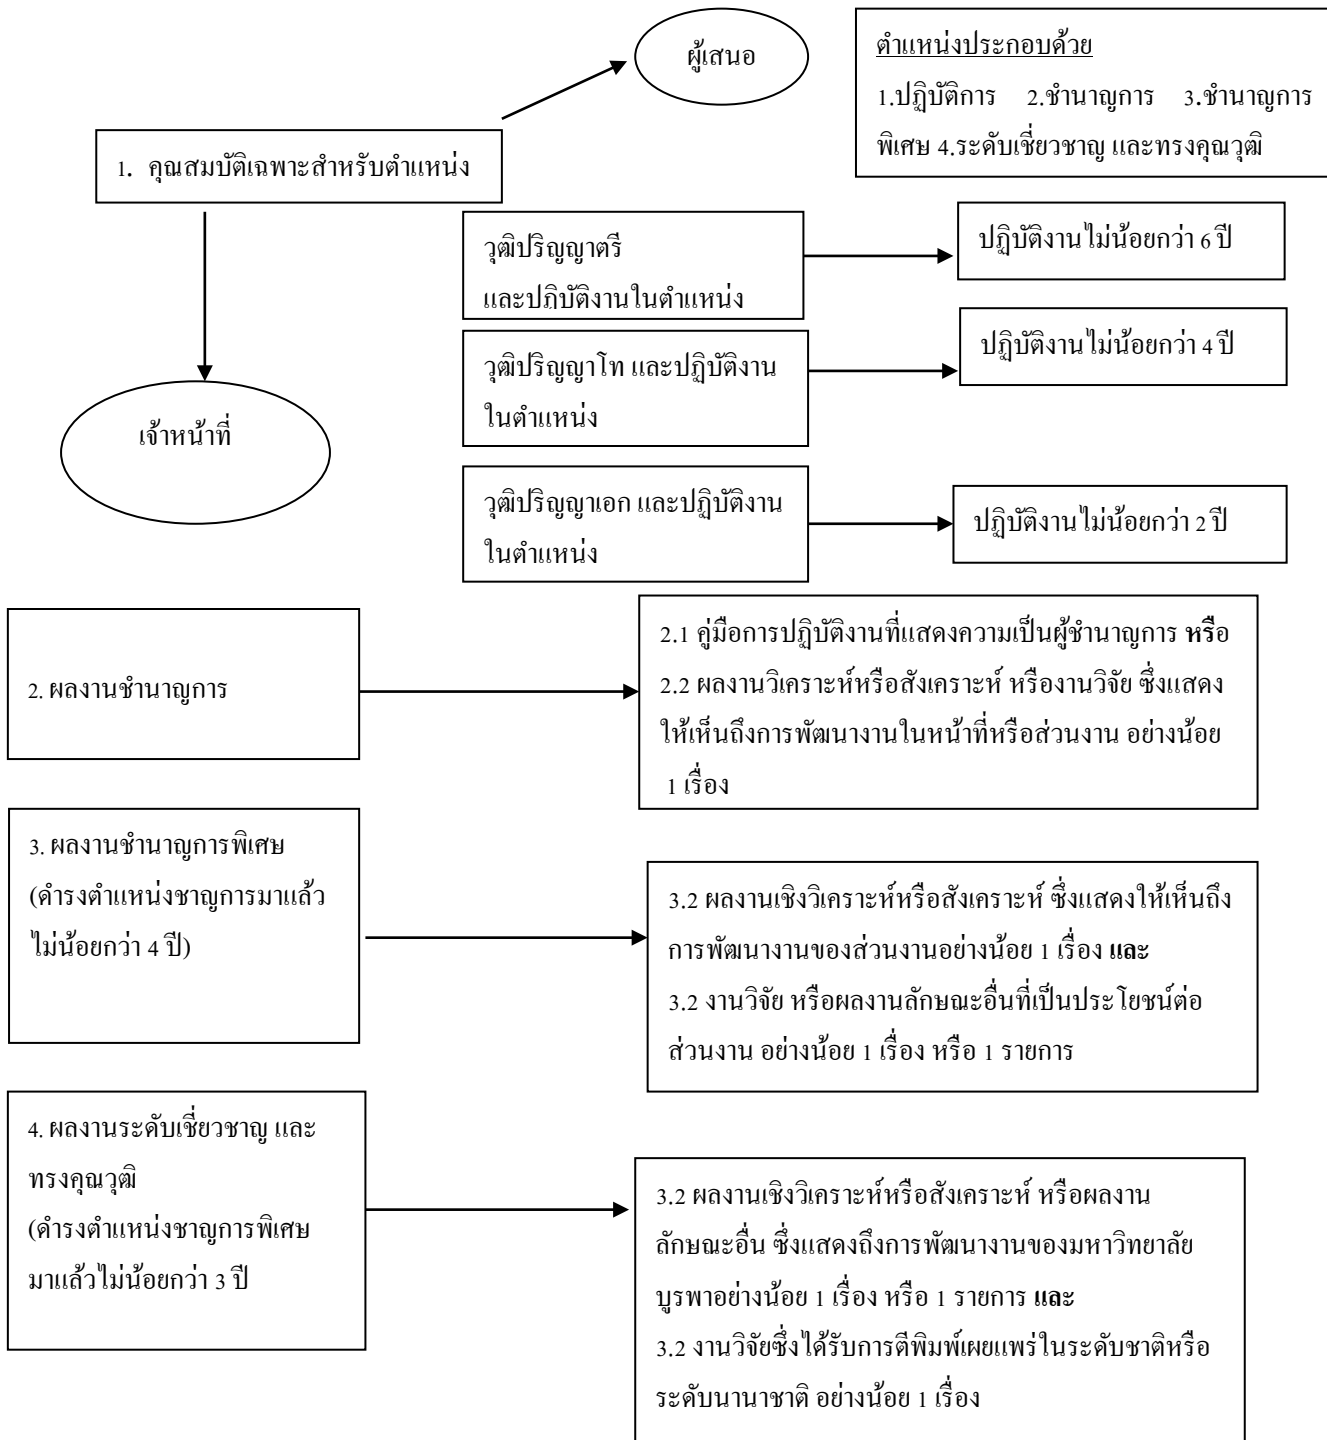 ผู้เสนอ
ตำแหน่งประกอบด้วย
1.ปฏิบัติการ 2.ชำนาญการ 3.ชำนาญการ
พิเศษ 4.ระดับเชี่ยวชาญ และทรงคุณวุฒิ
1. คุณสมบัติเฉพาะสำหรับตำแหน่ง
วุฒิปริญญาตรี
และปฏิบัติงานในตำแหน่ง
ปฏิบัติงานไม่น้อยกว่า 6 ปี
วุฒิปริญญาโท และปฏิบัติงาน
ในตำแหน่ง
ปฏิบัติงานไม่น้อยกว่า 4 ปี
เจ้าหน้าที่
วุฒิปริญญาเอก และปฏิบัติงาน
ในตำแหน่ง
ปฏิบัติงานไม่น้อยกว่า 2 ปี
2. ผลงานชำนาญการ
2.1 คู่มือการปฏิบัติงานที่แสดงความเป็นผู้ชำนาญการ หรือ
2.2 ผลงานวิเคราะห์หรือสังเคราะห์ หรืองานวิจัย ซึ่งแสดง
ให้เห็นถึงการพัฒนางานในหน้าที่หรือส่วนงาน อย่างน้อย
1 เรื่อง
3. ผลงานชำนาญการพิเศษ
(ดำรงตำแหน่งชาญการมาแล้ว
ไม่น้อยกว่า 4 ปี)
3.2 ผลงานเชิงวิเคราะห์หรือสังเคราะห์ ซึ่งแสดงให้เห็นถึง
การพัฒนางานของส่วนงานอย่างน้อย 1 เรื่อง และ
3.2 งานวิจัย หรือผลงานลักษณะอื่นที่เป็นประโยชน์ต่อ
ส่วนงาน อย่างน้อย 1 เรื่อง หรือ 1 รายการ
4. ผลงานระดับเชี่ยวชาญ และ
ทรงคุณวุฒิ
(ดำรงตำแหน่งชาญการพิเศษ
มาแล้วไม่น้อยกว่า 3 ปี
3.2 ผลงานเชิงวิเคราะห์หรือสังเคราะห์ หรือผลงาน
ลักษณะอื่น ซึ่งแสดงถึงการพัฒนางานของมหาวิทยาลัย
บูรพาอย่างน้อย 1 เรื่อง หรือ 1 รายการ และ
3.2 งานวิจัยซึ่งได้รับการตีพิมพ์เผยแพร่ในระดับชาติหรือ
ระดับนานาชาติ อย่างน้อย 1 เรื่อง